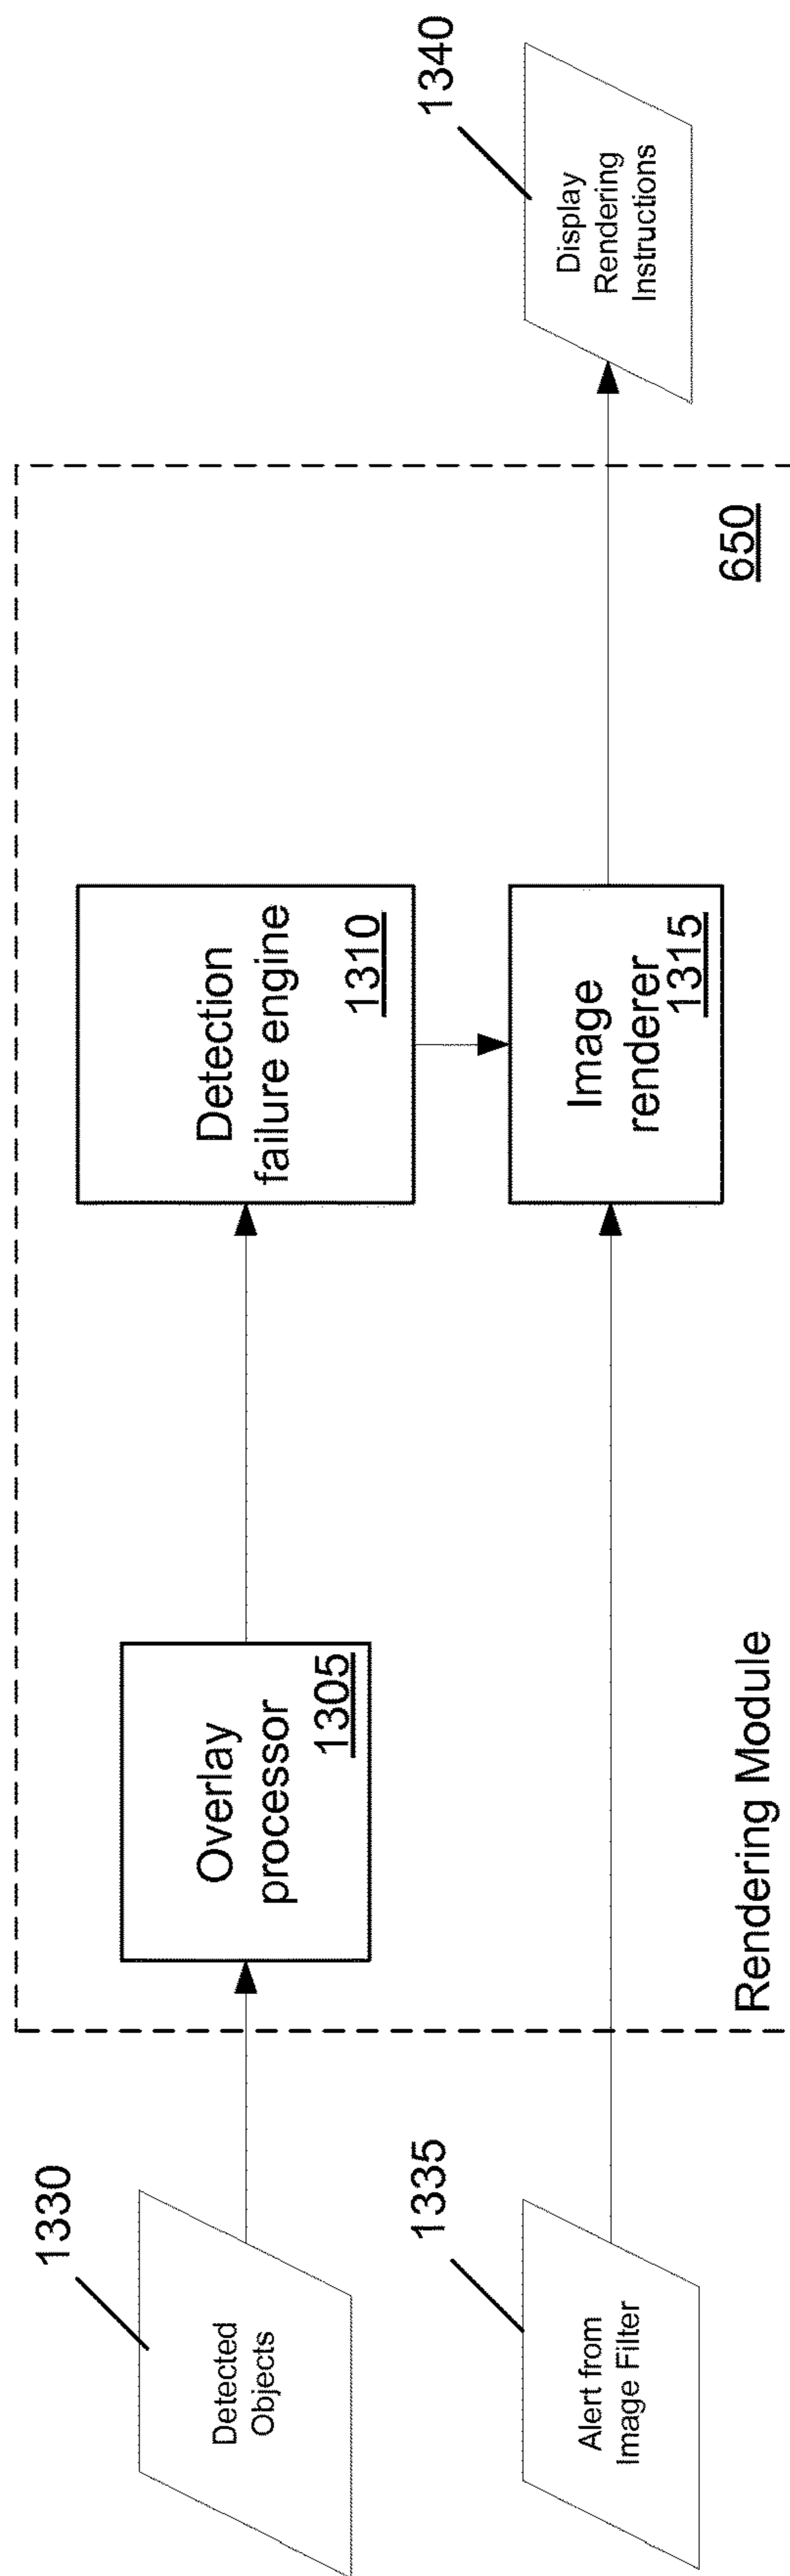 1330
Detected
Objects
1335
Alert from
Image Filter
Overlay
processor
1305
Detection
failure engine
1310
Image
renderer
1315
Rendering Module
650
1340
Display
Rendering
Instructions